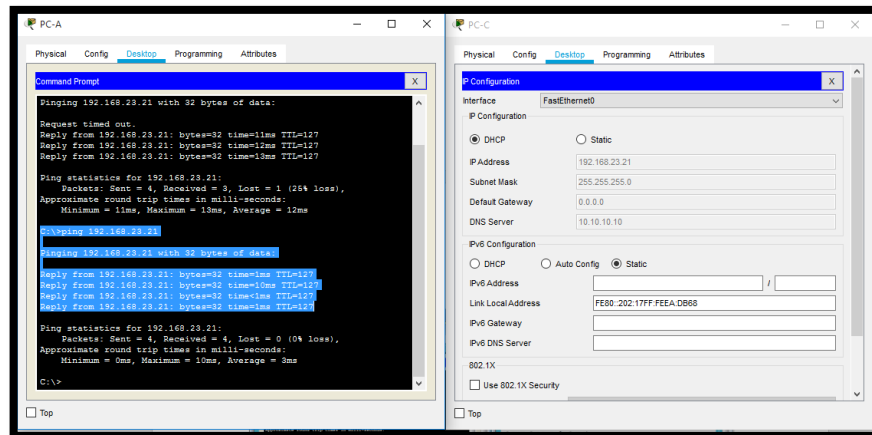 PC-A
Physical Config Desktop Programming Attributes
Command Prompt X
Pinging 192.168.23.21 with 32 bytes of data:
Request timed out.
Reply from 192.168.23.21: bytes=32 time=11ms TTL=127
Reply from 192.168.23.21: bytes=32 time=12ms TTL=127
Reply from 192.168.23.21: bytes=32 time=13ms TTL=127
Ping statistics for 192.168.23.21:
Packets: Sent = 4, Received = 3, Lost = 1 (25% loss),
Approximate round trip times in milli-seconds:
Minimum = 11ms, Maximum = 13ms, Average = 12ms
C:\>ping 192.168.23.21
Pinging 192.168.23.21 with 32 bytes of data:
Reply from 192.168.23.21: bytes=32 time=1ms TTL=127
Reply from 192.168.23.21: bytes=32 time=10ms TTL=127
Reply from 192.168.23.21: bytes=32 time<1ms TTL=127
Reply from 192.168.23.21: bytes=32 time=1ms TTL=127
Ping statistics for 192.168.23.21:
Packets: Sent = 4, Received = 4, Lost = 0 (0% loss),
Approximate round trip times in milli-seconds:
Minimum = 0ms, Maximum = 10ms, Average = 3ms
C:\>
Top
PC-C
Physical Config Desktop Programming Attributes
IP Configuration X
Interface FastEthernet0
IP Configuration
DHCP Static
IP Address 192.168.23.21
Subnet Mask 255.255.255.0
Default Gateway 0.0.0.0
DNS Server 10.10.10.10
IPv6 Configuration
DHCP Auto Config Static
IPv6 Address /
Link Local Address FE80::202:17FF:FEEA:DB68
IPv6 Gateway
IPv6 DNS Server
802.1X
Use 802.1X Security
Top